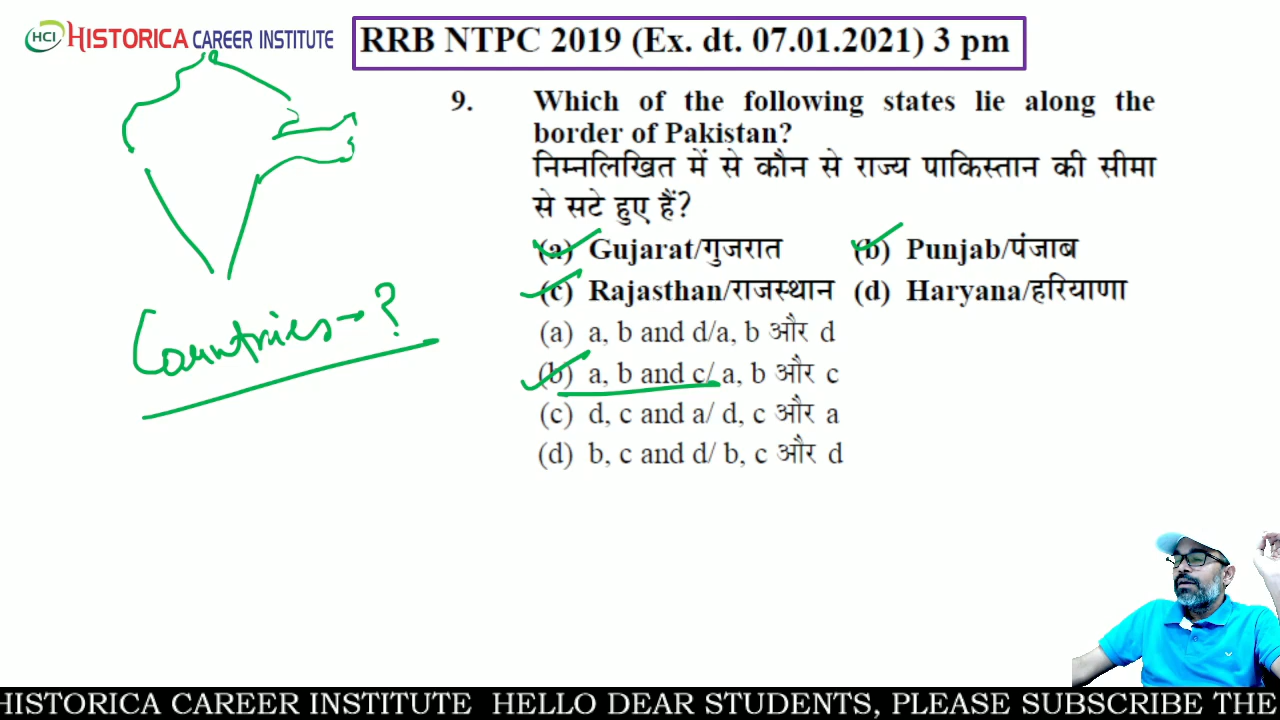 HCI HISTORICA CAREER INSTITUTE
RRB NTPC 2019 (Ex. dt. 07.01.2021) 3 pm
9. Which of the following states lie along the
border of Pakistan?
निम्नलिखित में से कौन से राज्य पाकिस्तान की सीमा
से सटे हुए हैं?
(a) Gujarat/गुजरात (b) Punjab/पंजाब
(c) Rajasthan/राजस्थान (d) Haryana/हरियाणा
(a) a, b and d/a, b और d
(b) a, b and c/ a, b और c
(c) d, c and a/ d, c और a
(d) b, c and d/ b, c और d
Countries → ?
HISTORICA CAREER INSTITUTE HELLO DEAR STUDENTS, PLEASE SUBSCRIBE THE